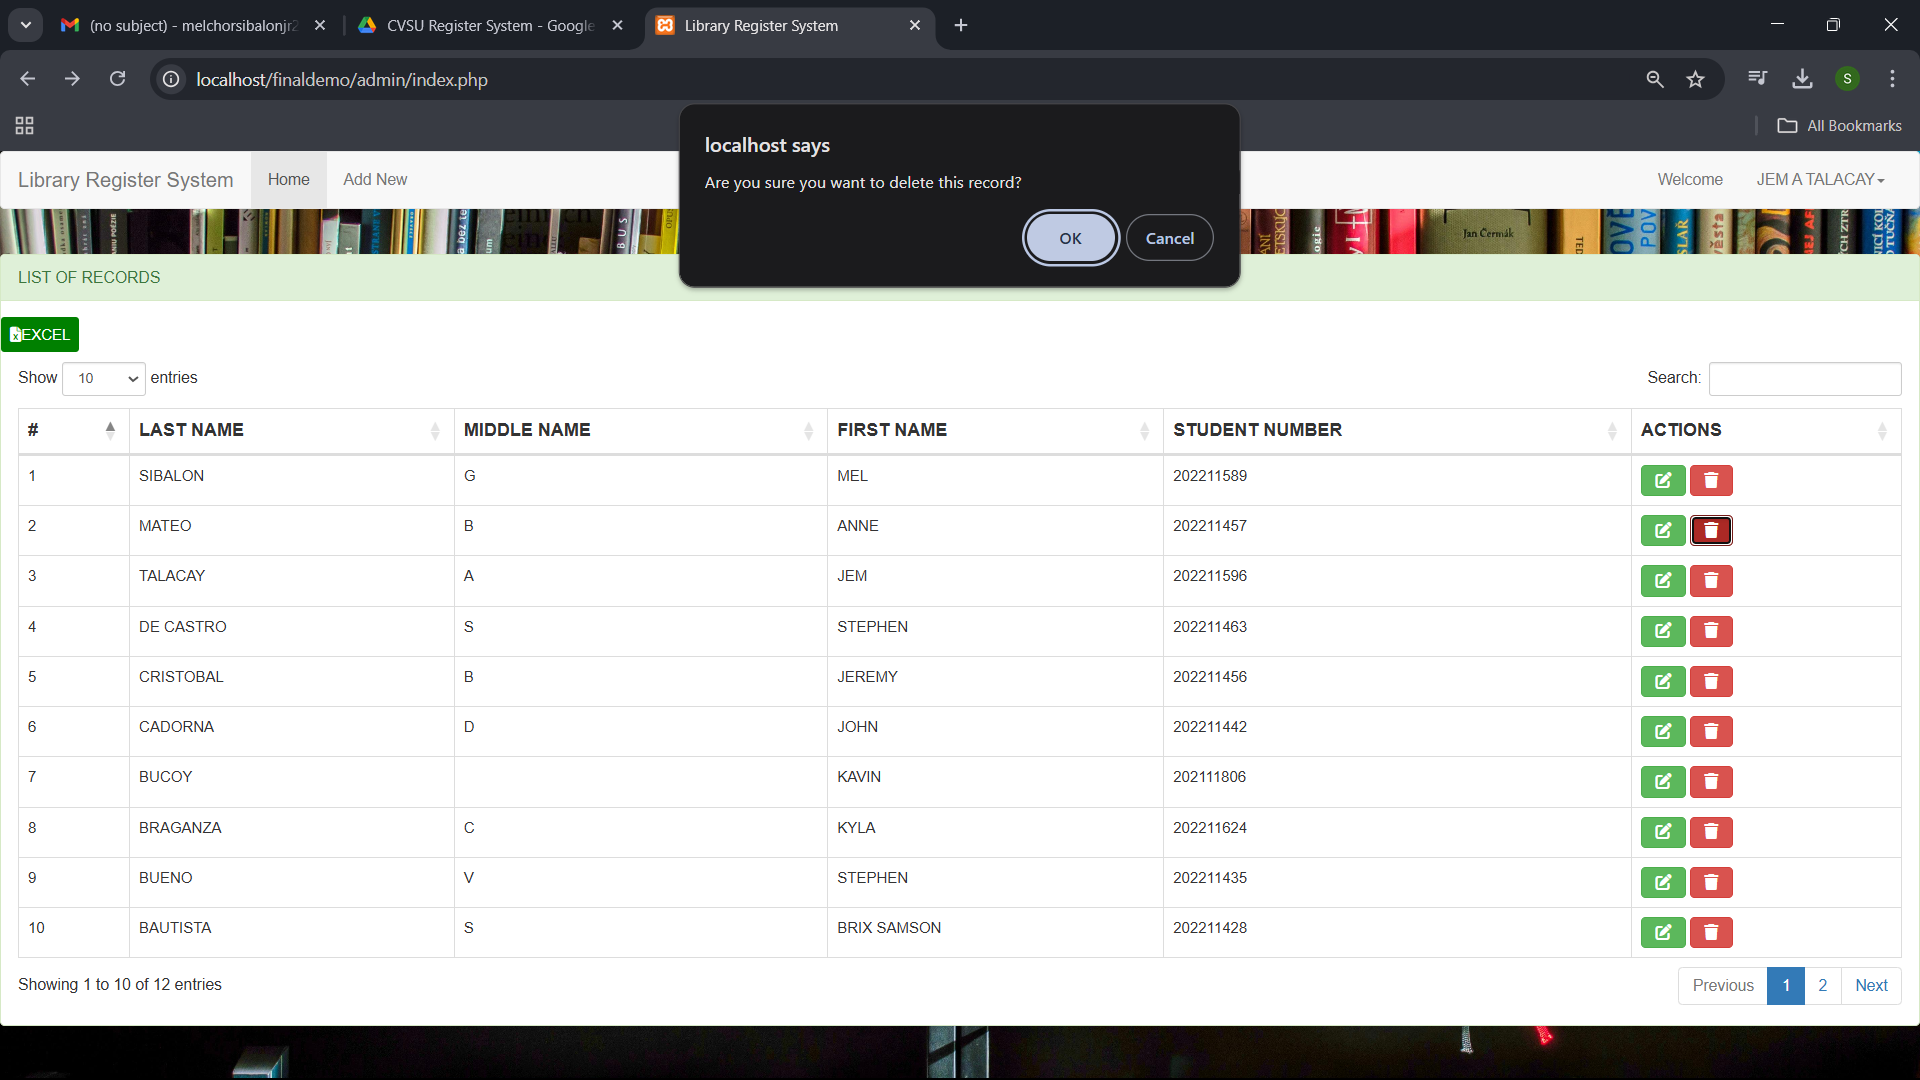 (no subject) - melchorsibalonjr2
CVSU Register System - Google
Library Register System
localhost/finaldemo/admin/index.php
S
All Bookmarks
localhost says
Are you sure you want to delete this record?
OK
Cancel
Library Register System
Home
Add New
Welcome
JEM A TALACAY
Jan Čermák
LIST OF RECORDS
EXCEL
Show 10 entries
Search:
# LAST NAME MIDDLE NAME FIRST NAME STUDENT NUMBER ACTIONS
1 SIBALON G MEL 202211589
2 MATEO B ANNE 202211457
3 TALACAY A JEM 202211596
4 DE CASTRO S STEPHEN 202211463
5 CRISTOBAL B JEREMY 202211456
6 CADORNA D JOHN 202211442
7 BUCOY KAVIN 202111806
8 BRAGANZA C KYLA 202211624
9 BUENO V STEPHEN 202211435
10 BAUTISTA S BRIX SAMSON 202211428
Showing 1 to 10 of 12 entries
Previous 1 2 Next